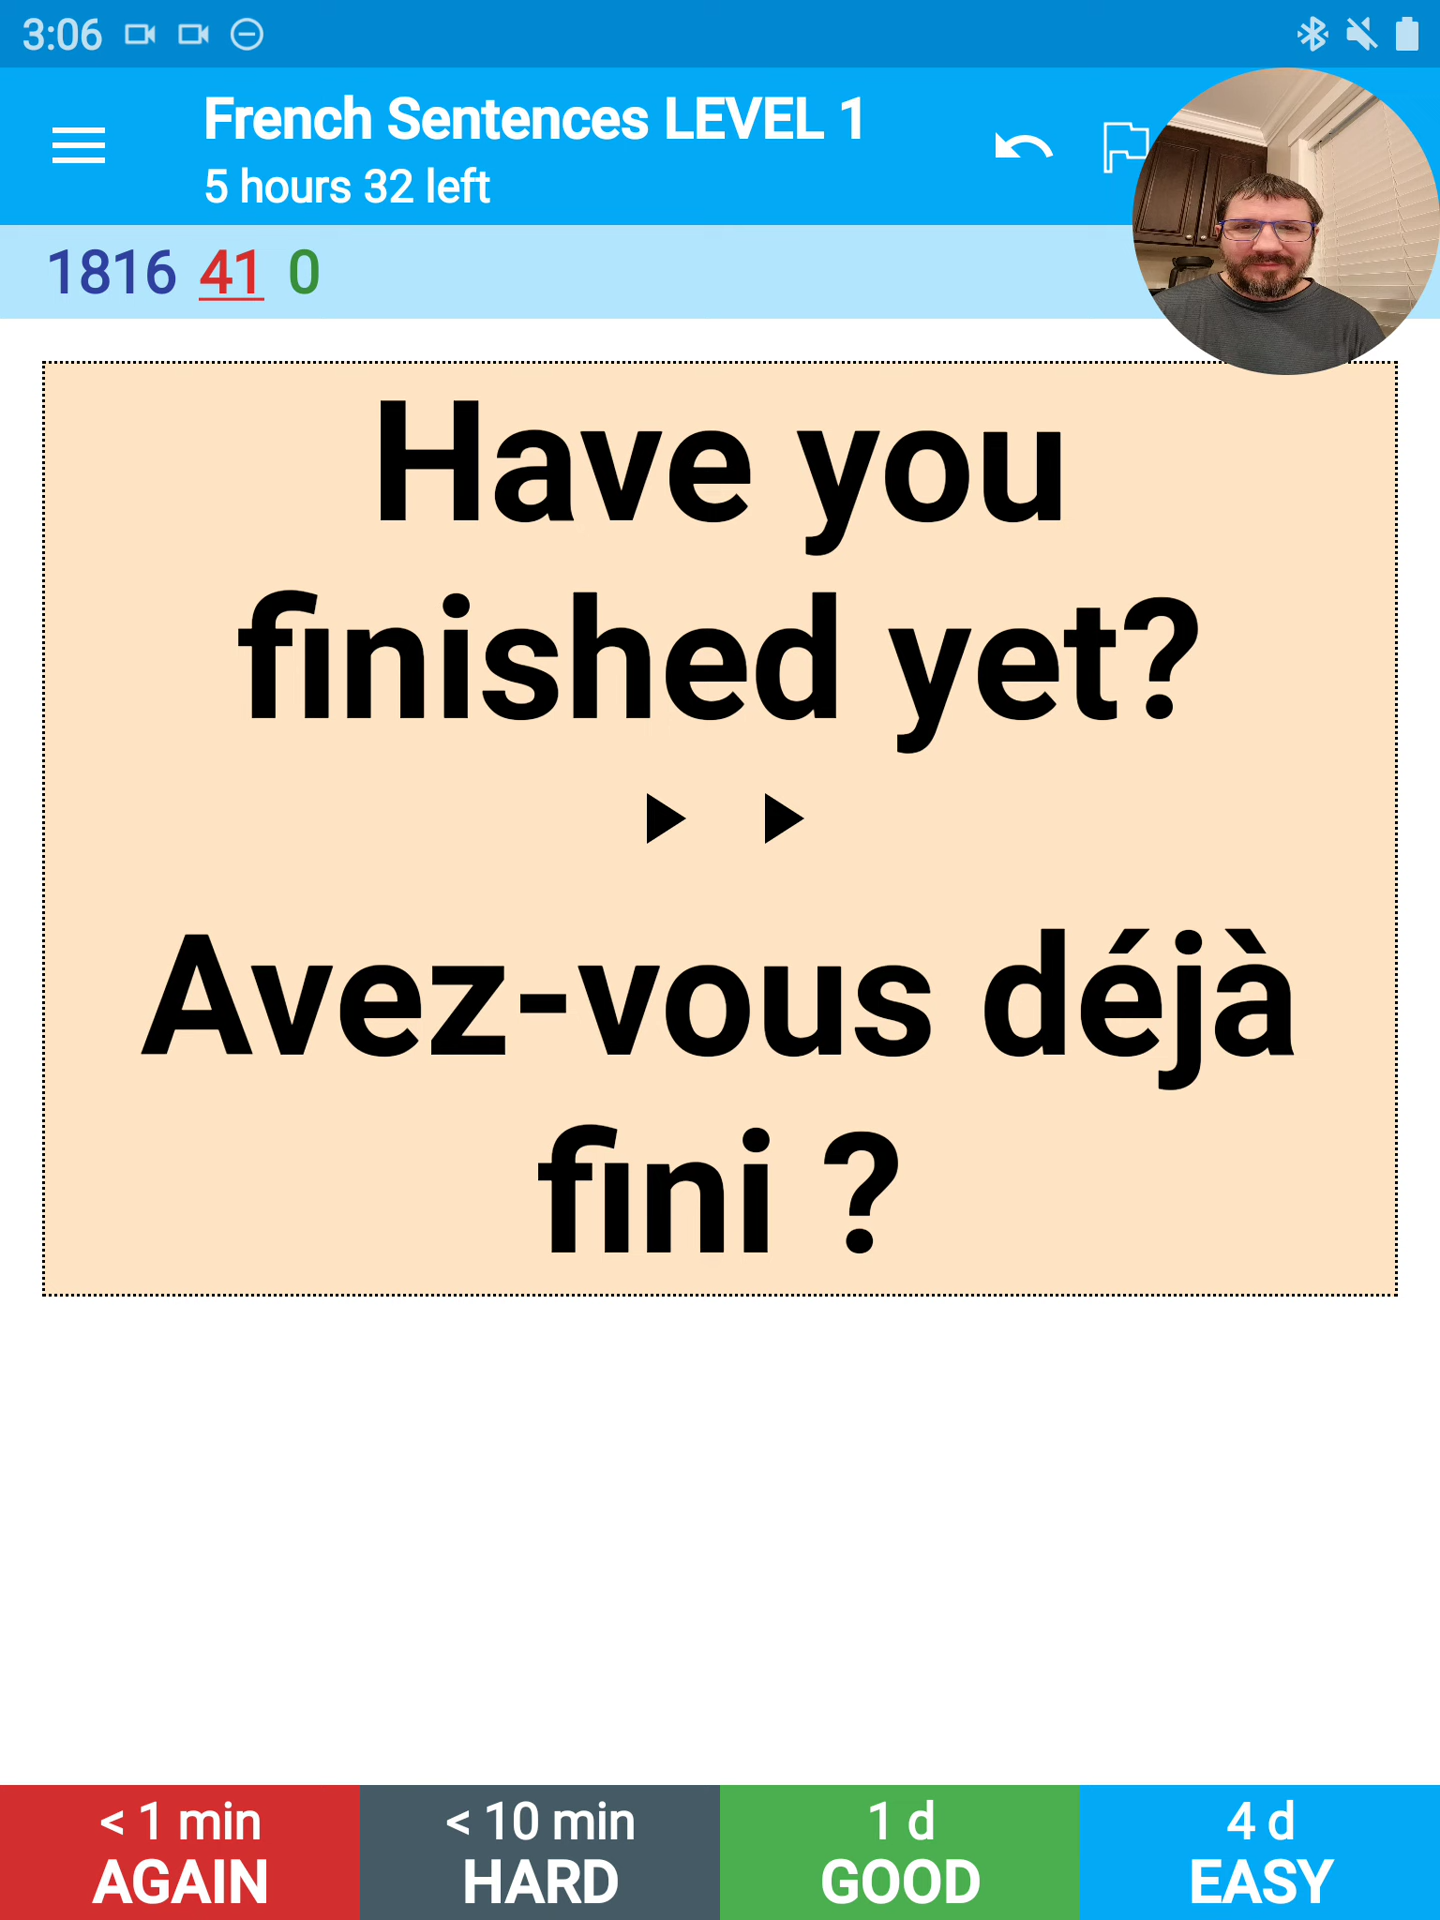 3:06
French Sentences LEVEL 1
5 hours 32 left
1816 41 0
Have you
finished yet?
Avez-vous déjà
fini ?
< 1 min
AGAIN
< 10 min
HARD
1 d
GOOD
4 d
EASY